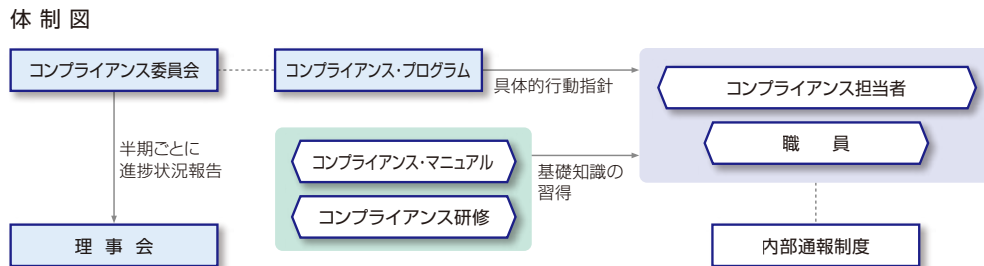 体制図
コンプライアンス委員会
コンプライアンス・プログラム
具体的行動指針
コンプライアンス担当者
職員
半期ごとに
進捗状況報告
コンプライアンス・マニュアル
コンプライアンス研修
基礎知識の
習得
理事会
内部通報制度